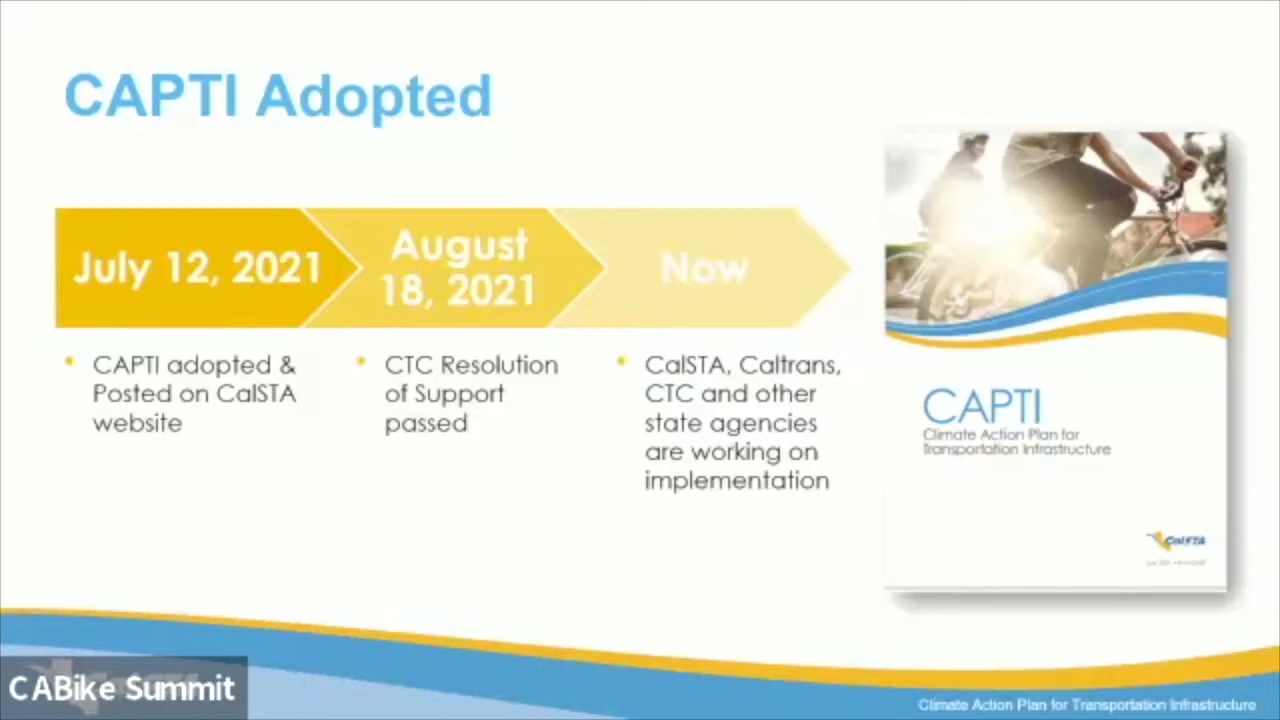 CAPTI Adopted
July 12, 2021
August
18, 2021
Now
• CAPTI adopted &
Posted on CalSTA
website
• CTC Resolution
of Support
passed
• CalSTA, Caltrans,
CTC and other
state agencies
are working on
implementation
CAPTI
Climate Action Plan for
Transportation Infrastructure
CalSTA
CABike Summit
Climate Action Plan for Transportation Infrastructure